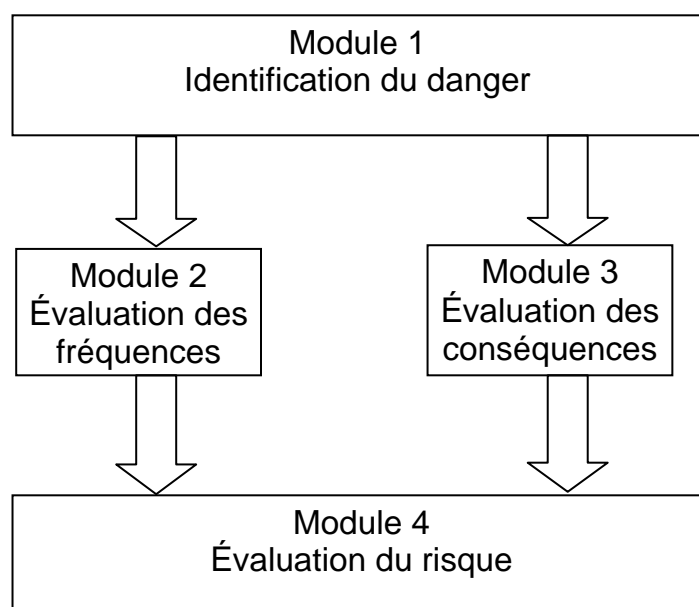 Module 1
Identification du danger
Module 2
Évaluation des
fréquences
Module 3
Évaluation des
conséquences
Module 4
Évaluation du risque